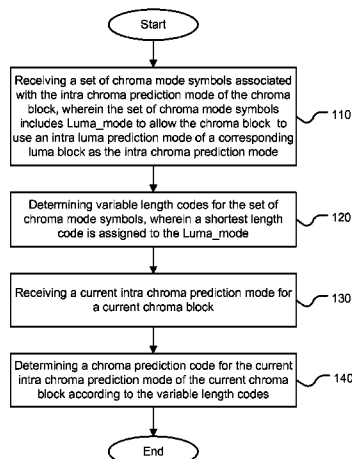 Start
Receiving a set of chroma mode symbols associated
with the intra chroma prediction mode of the chroma
block, wherein the set of chroma mode symbols
includes Luma_mode to allow the chroma block to
use an intra luma prediction mode of a corresponding
luma block as the intra chroma prediction mode
110
Determining variable length codes for the set of
chroma mode symbols, wherein a shortest length
code is assigned to the Luma_mode
120
Receiving a current intra chroma prediction mode for
a current chroma block
130
Determining a chroma prediction code for the current
intra chroma prediction mode of the current chroma
block according to the variable length codes
140
End